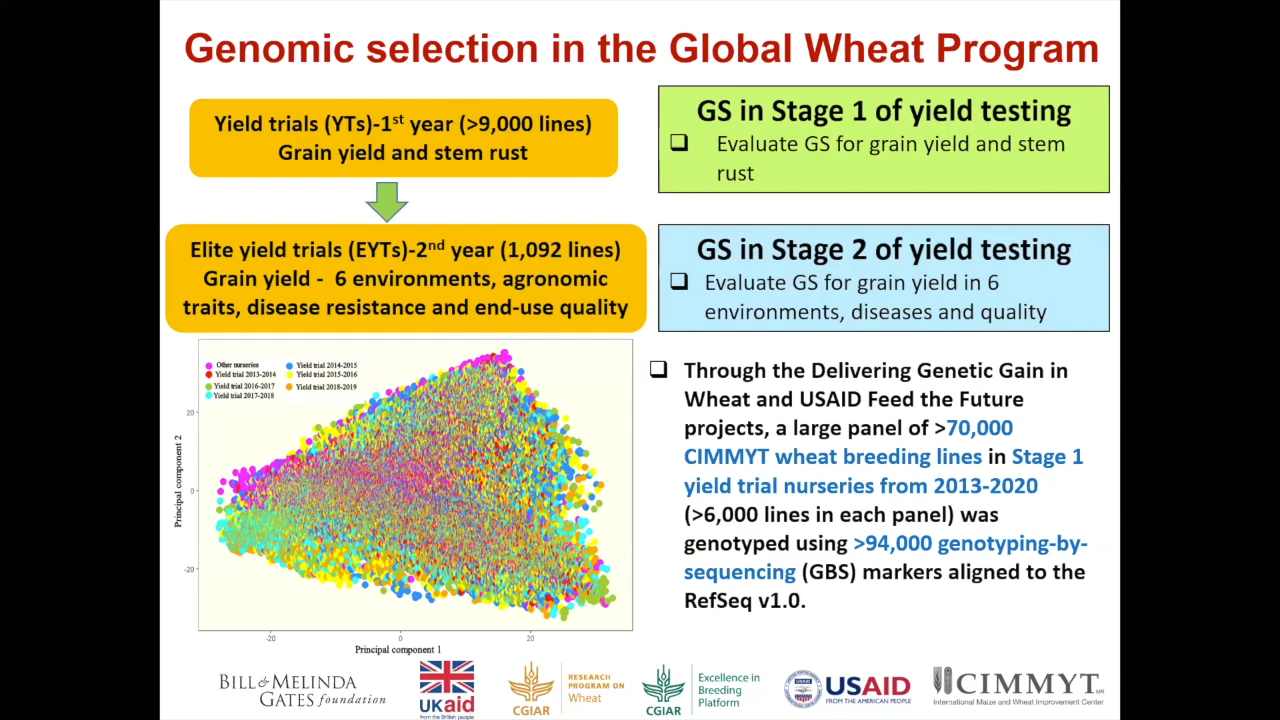 Genomic selection in the Global Wheat Program
Yield trials (YTs)-1st year (>9,000 lines)
Grain yield and stem rust
GS in Stage 1 of yield testing
❑ Evaluate GS for grain yield and stem
rust
Elite yield trials (EYTs)-2nd year (1,092 lines)
Grain yield - 6 environments, agronomic
traits, disease resistance and end-use quality
GS in Stage 2 of yield testing
❑ Evaluate GS for grain yield in 6
environments, diseases and quality
Other nurseries
Yield trial 2013-2014
Yield trial 2016-2017
Yield trial 2017-2018
Yield trial 2014-2015
Yield trial 2015-2016
Yield trial 2018-2019
Principal component 2
20
0
-20
-20 0 20
Principal component 1
❑ Through the Delivering Genetic Gain in
Wheat and USAID Feed the Future
projects, a large panel of >70,000
CIMMYT wheat breeding lines in Stage 1
yield trial nurseries from 2013-2020
(>6,000 lines in each panel) was
genotyped using >94,000 genotyping-by-
sequencing (GBS) markers aligned to the
RefSeq v1.0.
BILL & MELINDA
GATES foundation
UKaid
from the British people
CGIAR
RESEARCH
PROGRAM ON
Wheat
CGIAR
Excellence in
Breeding
Platform
USAID
FROM THE AMERICAN PEOPLE
CIMMYT
International Maize and Wheat Improvement Center